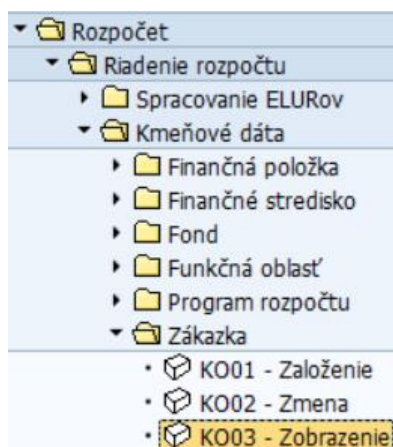 Rozpočet
Riadenie rozpočtu
Spracovanie ELURov
Kmeňové dáta
Finančná položka
Finančné stredisko
Fond
Funkčná oblasť
Program rozpočtu
Zákazka
KO01 - Založenie
KO02 - Zmena
KO03 - Zobrazenie